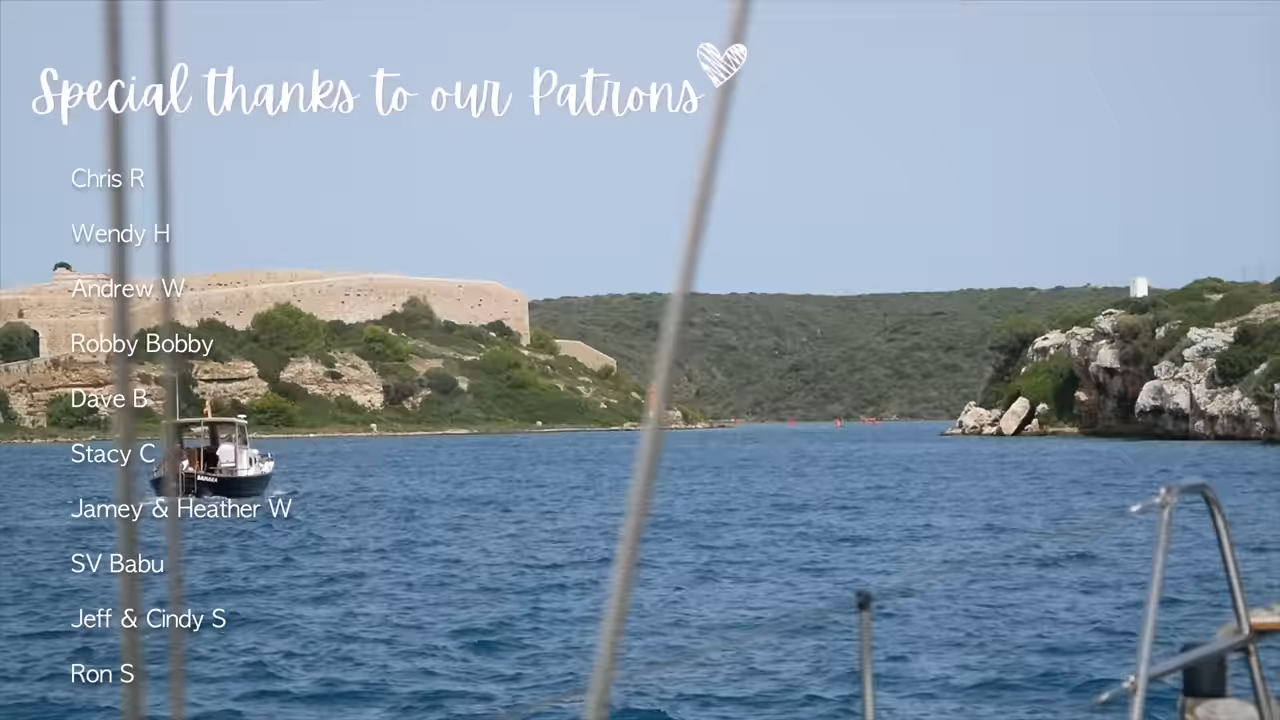 Special thanks to our Patrons
Chris R
Wendy H
Andrew W
Robby Bobby
Dave B
Stacy C
Jamey & Heather W
SV Babu
Jeff & Cindy S
Ron S